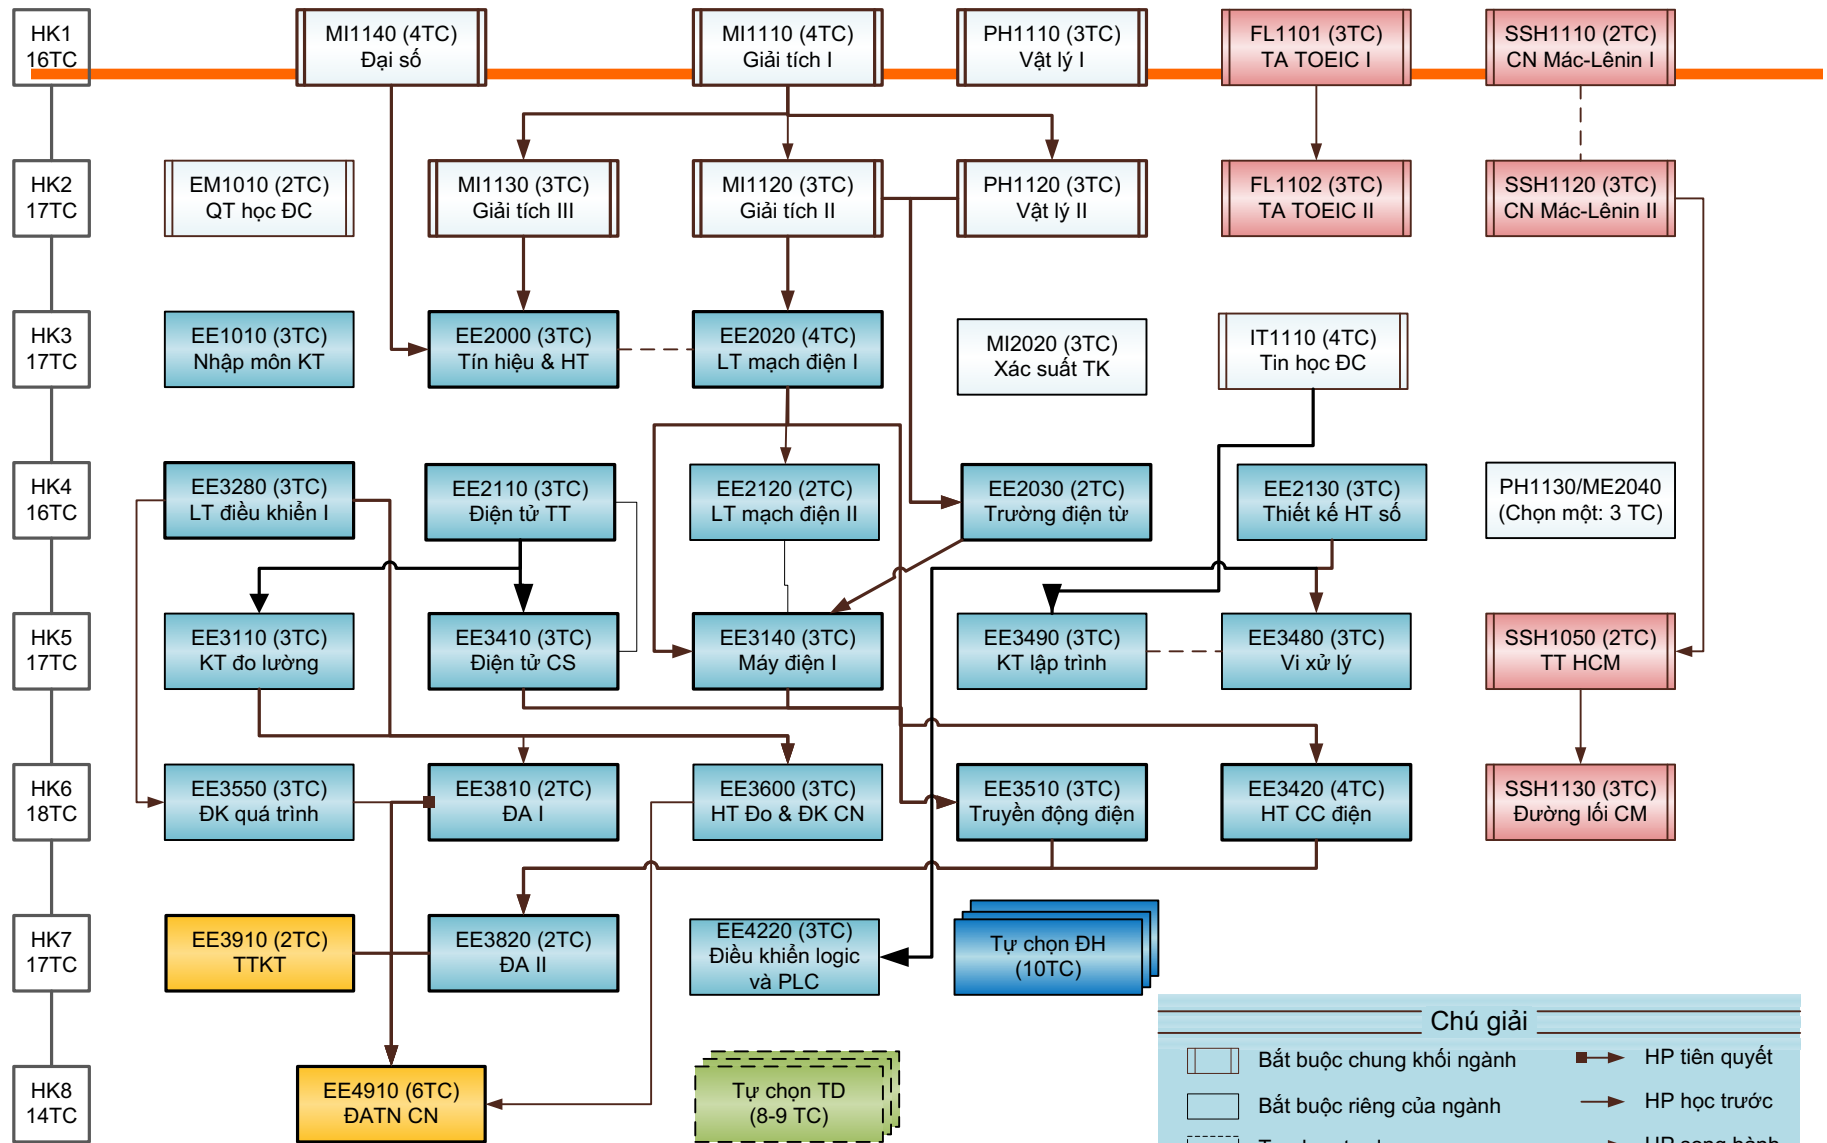 HK1
16TC
MI1140 (4TC)
Đại số
MI1110 (4TC)
Giải tích I
PH1110 (3TC)
Vật lý I
FL1101 (3TC)
TA TOEIC I
SSH1110 (2TC)
CN Mác-Lênin I
HK2
17TC
EM1010 (2TC)
QT học ĐC
MI1130 (3TC)
Giải tích III
MI1120 (3TC)
Giải tích II
PH1120 (3TC)
Vật lý II
FL1102 (3TC)
TA TOEIC II
SSH1120 (3TC)
CN Mác-Lênin II
HK3
17TC
EE1010 (3TC)
Nhập môn KT
EE2000 (3TC)
Tín hiệu & HT
EE2020 (4TC)
LT mạch điện I
MI2020 (3TC)
Xác suất TK
IT1110 (4TC)
Tin học ĐC
HK4
16TC
EE3280 (3TC)
LT điều khiển I
EE2110 (3TC)
Điện tử TT
EE2120 (2TC)
LT mạch điện II
EE2030 (2TC)
Trường điện từ
EE2130 (3TC)
Thiết kế HT số
PH1130/ME2040
(Chọn một: 3 TC)
HK5
17TC
EE3110 (3TC)
KT đo lường
EE3410 (3TC)
Điện tử CS
EE3140 (3TC)
Máy điện I
EE3490 (3TC)
KT lập trình
EE3480 (3TC)
Vi xử lý
SSH1050 (2TC)
TT HCM
HK6
18TC
EE3550 (3TC)
ĐK quá trình
EE3810 (2TC)
ĐA I
EE3600 (3TC)
HT Đo & ĐK CN
EE3510 (3TC)
Truyền động điện
EE3420 (4TC)
HT CC điện
SSH1130 (3TC)
Đường lối CM
HK7
17TC
EE3910 (2TC)
TTKT
EE3820 (2TC)
ĐA II
EE4220 (3TC)
Điều khiển logic
và PLC
Tự chọn ĐH
(10TC)
HK8
14TC
EE4910 (6TC)
ĐATN CN
Tự chọn TD
(8-9 TC)
Chú giải
Bắt buộc chung khối ngành
HP tiên quyết
Bắt buộc riêng của ngành
HP học trước